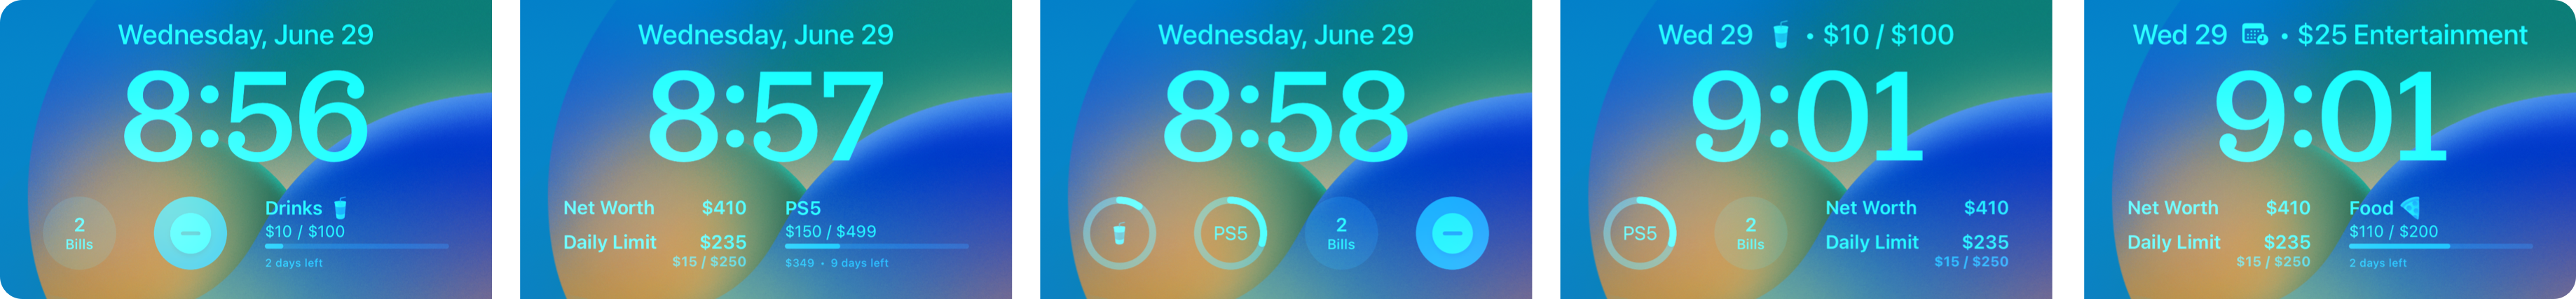 Wednesday, June 29
8:56
2
Bills
Drinks
$10 / $100
2 days left
Wednesday, June 29
8:57
Net Worth $410
Daily Limit $235
$15 / $250
PS5
$150 / $499
$349 • 9 days left
Wednesday, June 29
8:58
PS5
2
Bills
Wed 29 • $10 / $100
9:01
PS5
2
Bills
Net Worth $410
Daily Limit $235
$15 / $250
Wed 29 • $25 Entertainment
9:01
Net Worth $410
Daily Limit $235
$15 / $250
Food
$110 / $200
2 days left